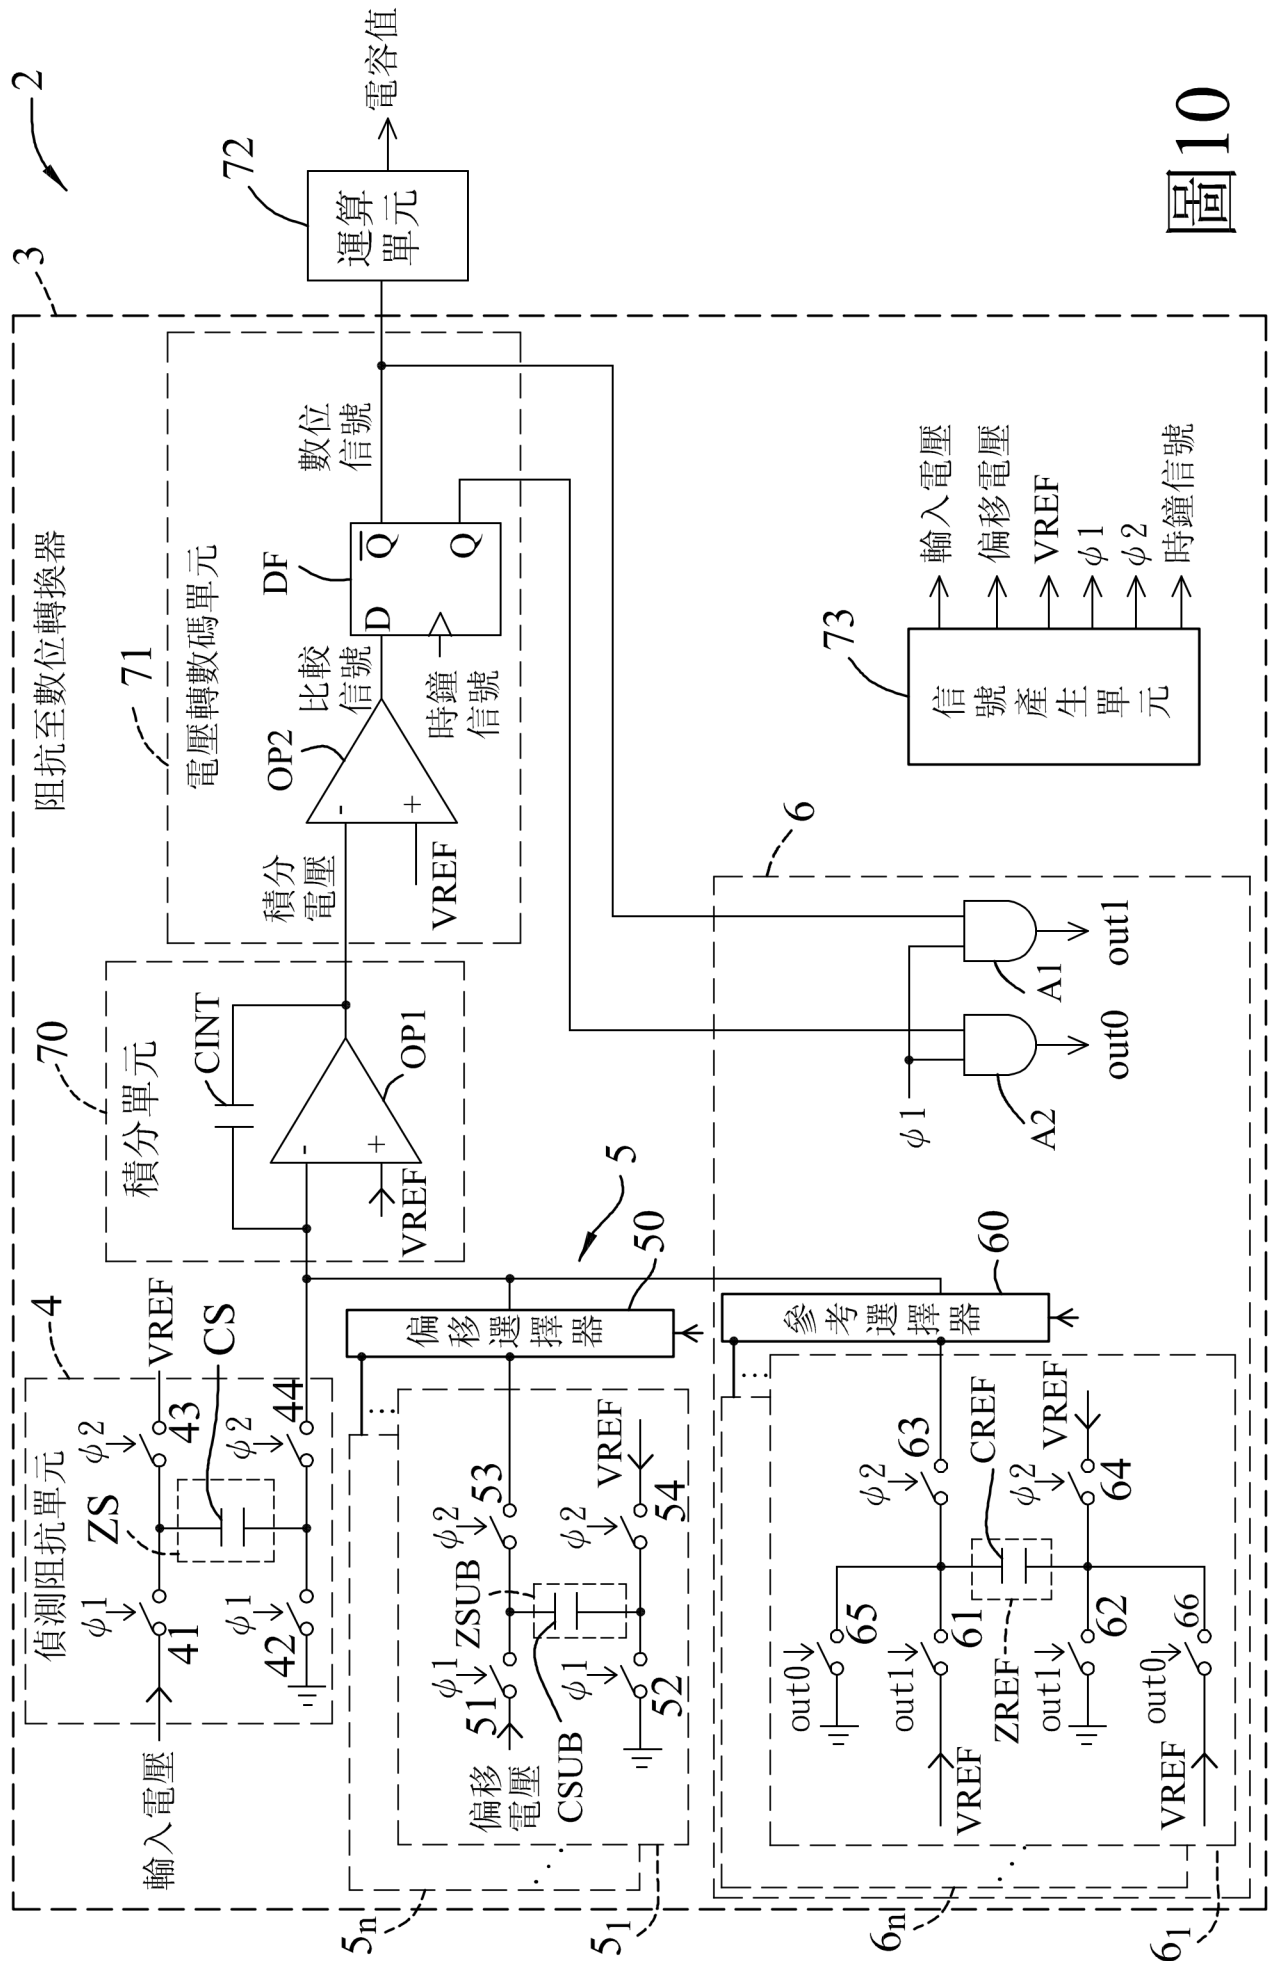 2
3
阻抗至數位轉換器
4
偵測阻抗單元
輸入電壓
ϕ1
41
ϕ2
43
VREF
ZS
CS
ϕ1
42
ϕ2
44
70
積分單元
CINT
OP1
-
+
VREF
71
電壓轉數碼單元
積分
電壓
OP2
-
+
VREF
比較
信號
DF
D
Q
Q
時鐘
信號
數位
信號
72
運算
單元
電容值
5
50
偏移選擇器
5n
51
...
...
偏移
電壓
ϕ1
51
ϕ2
53
ZSUB
CSUB
ϕ1
52
ϕ2
54
VREF
6
60
參考選擇器
6n
61
...
...
out0
65
out1
61
VREF
ϕ2
63
CREF
ZREF
out1
62
ϕ2
64
VREF
out0
66
VREF
ϕ1
A1
out1
A2
out0
73
信號產生單元
輸入電壓
偏移電壓
VREF
ϕ1
ϕ2
時鐘信號
圖10